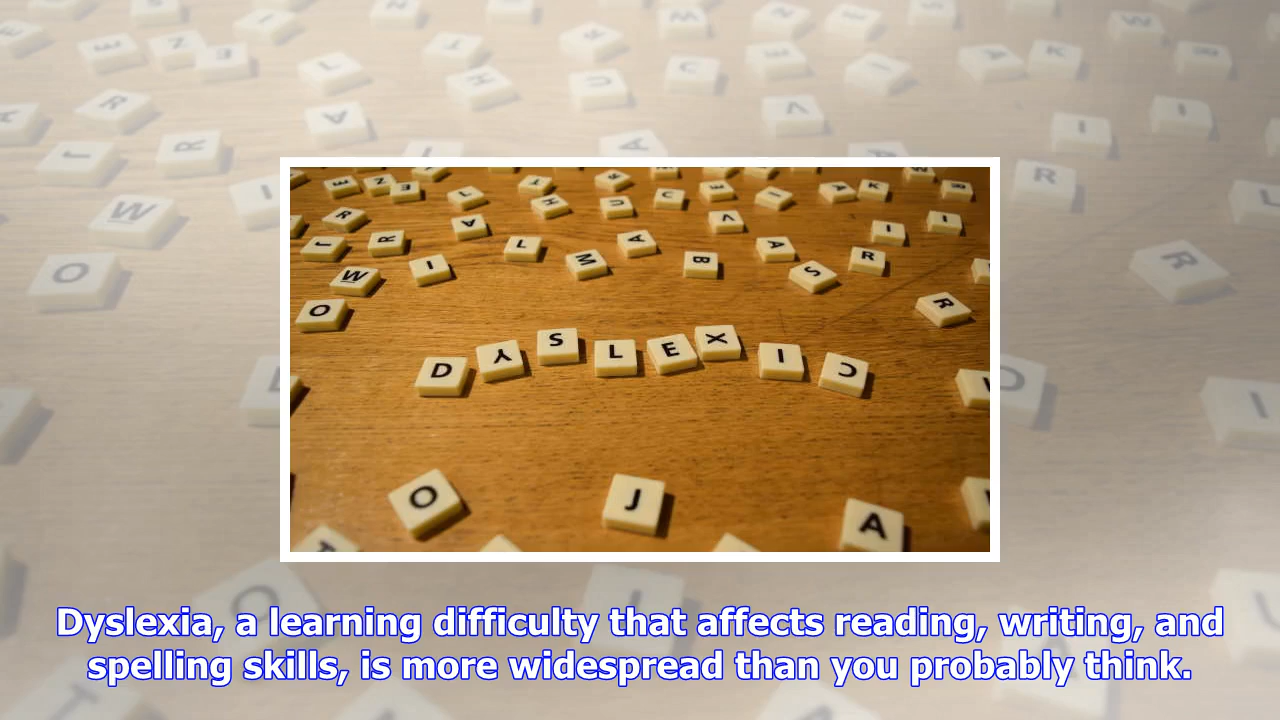 DYSLEXIC
O J A
Dyslexia, a learning difficulty that affects reading, writing, and
spelling skills, is more widespread than you probably think.